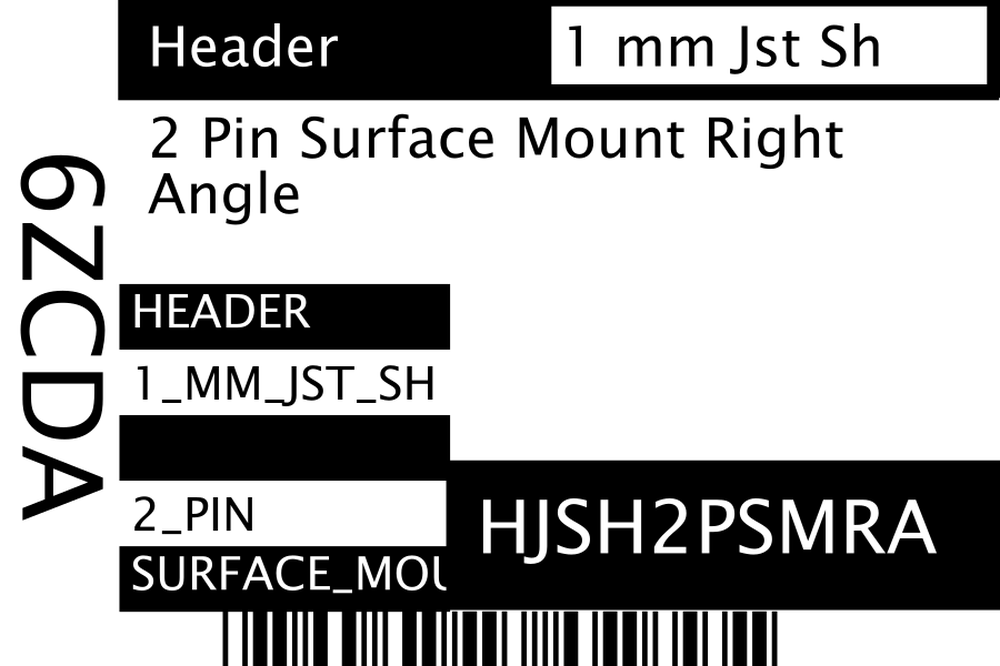 Header
1 mm Jst Sh
2 Pin Surface Mount Right
Angle
6ZCDA
HEADER
1_MM_JST_SH
2_PIN
SURFACE_MOU
HJSH2PSMRA